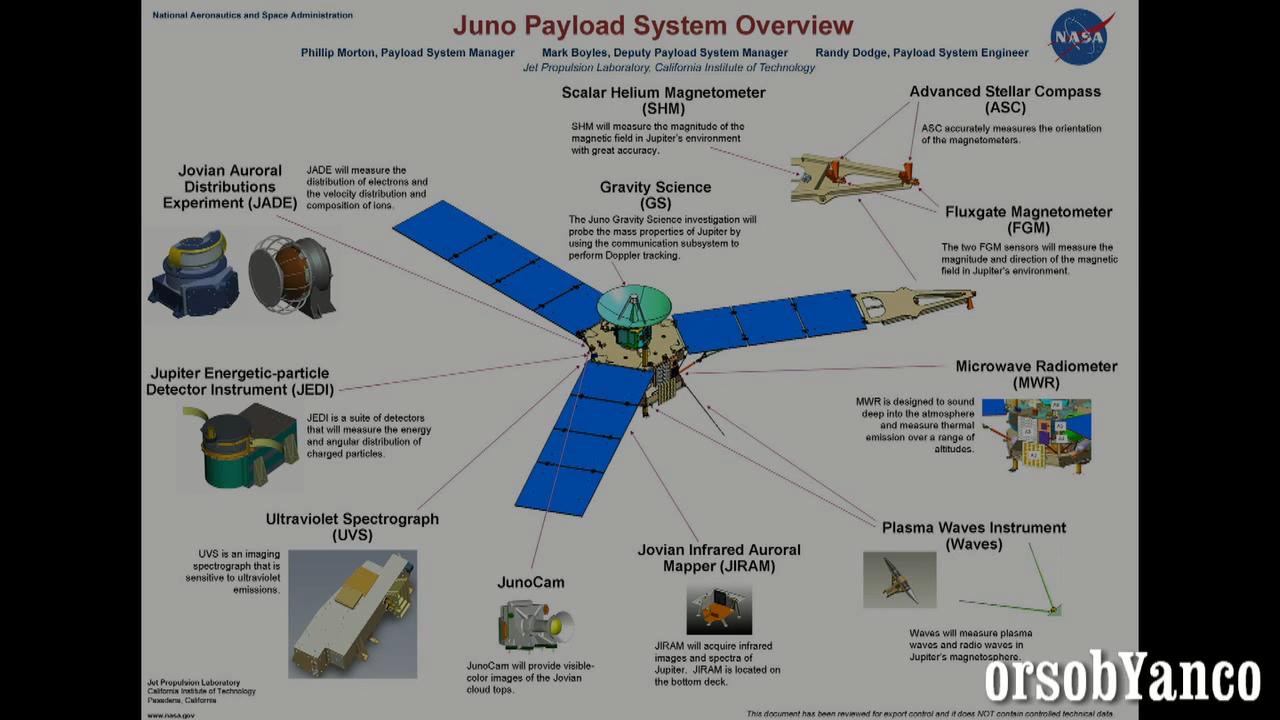 National Aeronautics and Space Administration
Juno Payload System Overview
NASA
Phillip Morton, Payload System Manager Mark Boyles, Deputy Payload System Manager Randy Dodge, Payload System Engineer
Jet Propulsion Laboratory, California Institute of Technology
Scalar Helium Magnetometer
(SHM)
SHM will measure the magnitude of the
magnetic field in Jupiter's environment
with great accuracy.
Advanced Stellar Compass
(ASC)
ASC accurately measures the orientation
of the magnetometers.
Jovian Auroral
Distributions
Experiment (JADE)
JADE will measure the
distribution of electrons and
the velocity distribution and
composition of ions.
Gravity Science
(GS)
The Juno Gravity Science investigation will
probe the mass properties of Jupiter by
using the communication subsystem to
perform Doppler tracking.
Fluxgate Magnetometer
(FGM)
The two FGM sensors will measure the
magnitude and direction of the magnetic
field in Jupiter's environment.
Jupiter Energetic-particle
Detector Instrument (JEDI)
JEDI is a suite of detectors
that will measure the energy
and angular distribution of
charged particles.
Microwave Radiometer
(MWR)
MWR is designed to sound
deep into the atmosphere
and measure thermal
emission over a range of
altitudes.
Ultraviolet Spectrograph
(UVS)
UVS is an imaging
spectrograph that is
sensitive to ultraviolet
emissions.
JunoCam
JunoCam will provide visible-
color images of the Jovian
cloud tops.
Jovian Infrared Auroral
Mapper (JIRAM)
JIRAM will acquire infrared
images and spectra of
Jupiter. JIRAM is located on
the bottom deck.
Plasma Waves Instrument
(Waves)
Waves will measure plasma
waves and radio waves in
Jupiter's magnetosphere.
Jet Propulsion Laboratory
California Institute of Technology
Pasadena, California
www.nasa.gov
This document has been reviewed for export control and it does NOT contain controlled technical data
orsobYanco